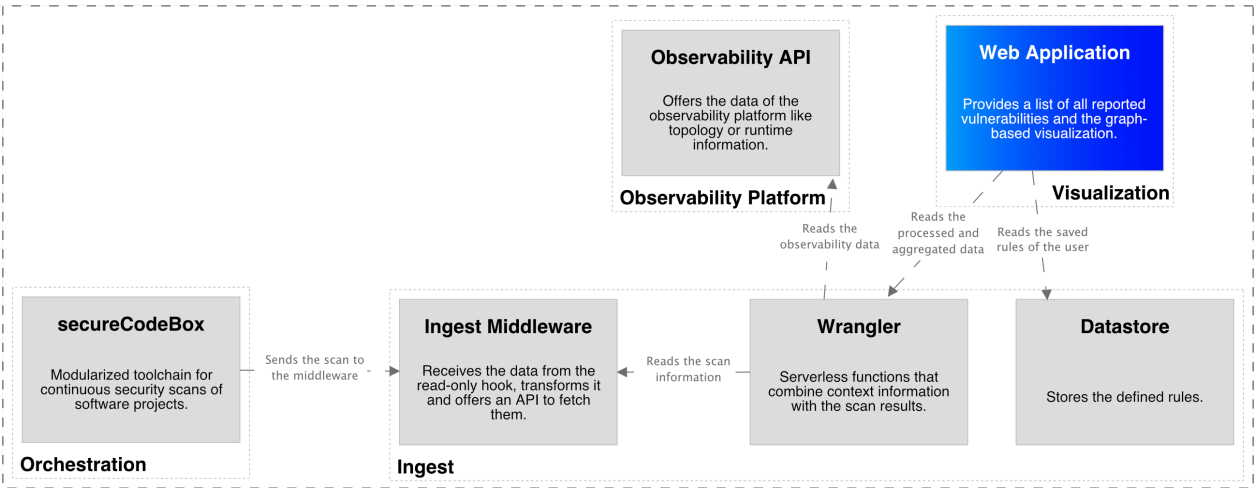 Observability API
Offers the data of the
observability platform like
topology or runtime
information.
Observability Platform
Web Application
Provides a list of all reported
vulnerabilities and the graph-
based visualization.
Visualization
Reads the
observability data
Reads the
processed and
aggregated data
Reads the saved
rules of the user
secureCodeBox
Modularized toolchain for
continuous security scans of
software projects.
Orchestration
Sends the scan to
the middleware
Ingest Middleware
Receives the data from the
read-only hook, transforms it
and offers an API to fetch
them.
Reads the scan
information
Wrangler
Serverless functions that
combine context information
with the scan results.
Datastore
Stores the defined rules.
Ingest